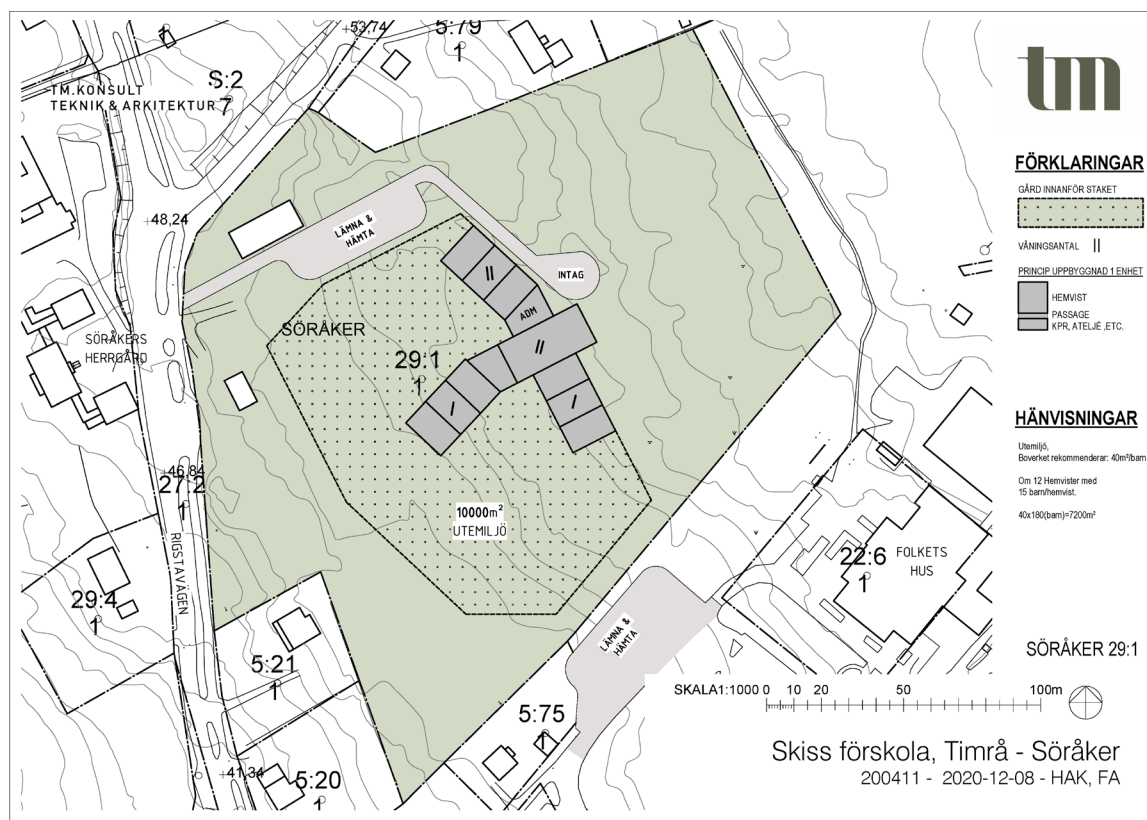 53,74
5:79
1
1
S:2
7
TM.KONSULT
TEKNIK & ARKITEKTUR
48,24
LÄMNA &
HÄMTA
INTAG
II
ADM
II
SÖRÅKER
29:1
1
I
I
SÖRÅKERS
HERRGÅRD
46,84
27:2
1
10000m²
UTEMILJÖ
RIGSTAVÄGEN
29:4
1
5:21
1
LÄMNA &
HÄMTA
22:6
1
FOLKETS
HUS
5:75
1
41,34
5:20
1
tm
FÖRKLARINGAR
GÅRD INNANFÖR STAKET
VÅNINGSANTAL II
PRINCIP UPPBYGGNAD 1 ENHET
HEMVIST
PASSAGE
KPR, ATELJÉ ,ETC.
HÄNVISNINGAR
Utemiljö,
Boverket rekommenderar: 40m²/barn
Om 12 Hemvister med
15 barn/hemvist.
40x180(barn)=7200m²
SÖRÅKER 29:1
SKALA1:1000 0 10 20 50 100m
Skiss förskola, Timrå - Söråker
200411 - 2020-12-08 - HAK, FA